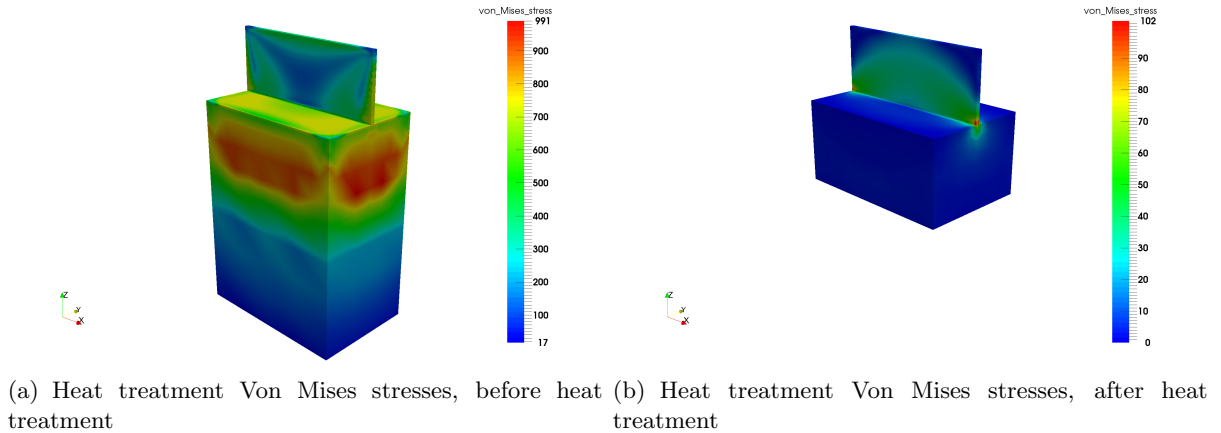 von_Mises_stress
991
900
800
700
600
500
400
300
200
100
17
Z
Y
X
von_Mises_stress
102
90
80
70
60
50
40
30
20
10
0
Z
Y
X
(a) Heat treatment Von Mises stresses, before heat
treatment
(b) Heat treatment Von Mises stresses, after heat
treatment